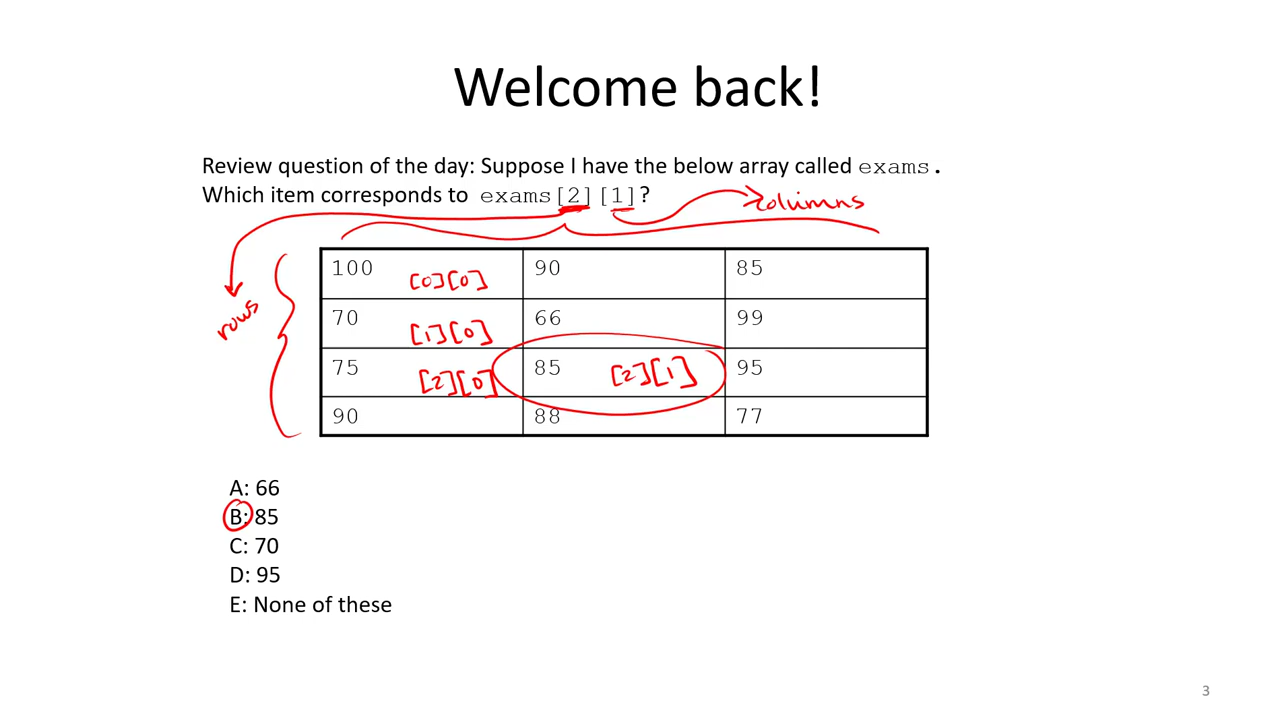 Welcome back!
Review question of the day: Suppose I have the below array called exams.
Which item corresponds to exams[2][1]?
columns
rows
100 [0][0] 90 85
70 [1][0] 66 99
75 [2][0] 85 [2][1] 95
90 88 77
A: 66
B: 85
C: 70
D: 95
E: None of these
3